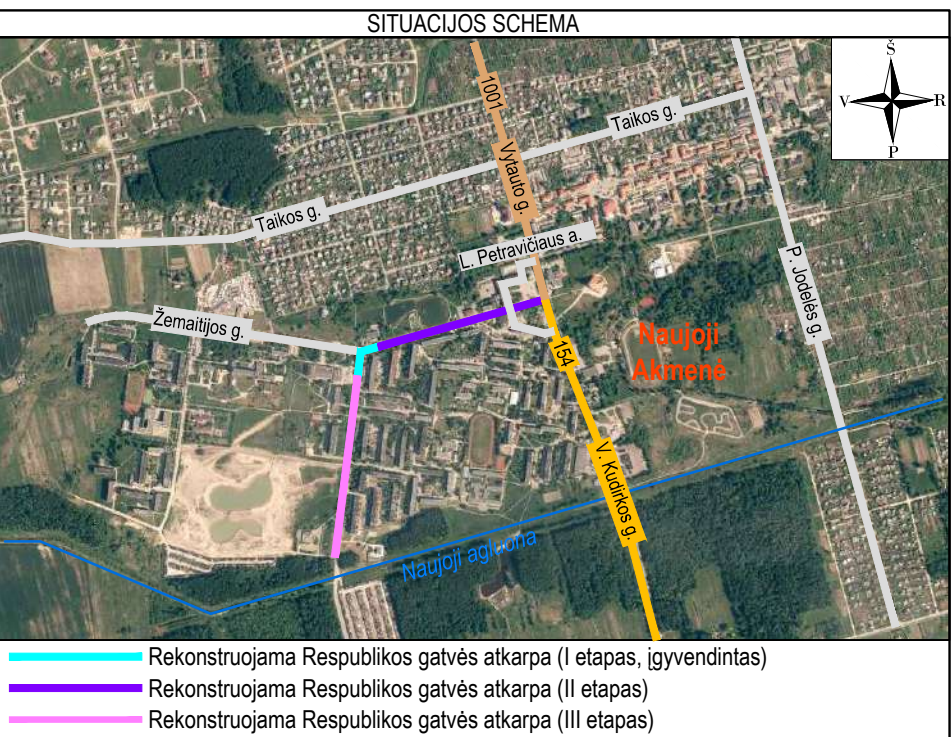 SITUACIJOS SCHEMA
Š
V
R
P
1001
Vytauto g.
Taikos g.
Taikos g.
L. Petravičiaus a.
P. Jodelės g.
Žemaitijos g.
154
Naujoji
Akmenė
V. Kudirkos g.
Naujoji agluona
Rekonstruojama Respublikos gatvės atkarpa (I etapas, įgyvendintas)
Rekonstruojama Respublikos gatvės atkarpa (II etapas)
Rekonstruojama Respublikos gatvės atkarpa (III etapas)